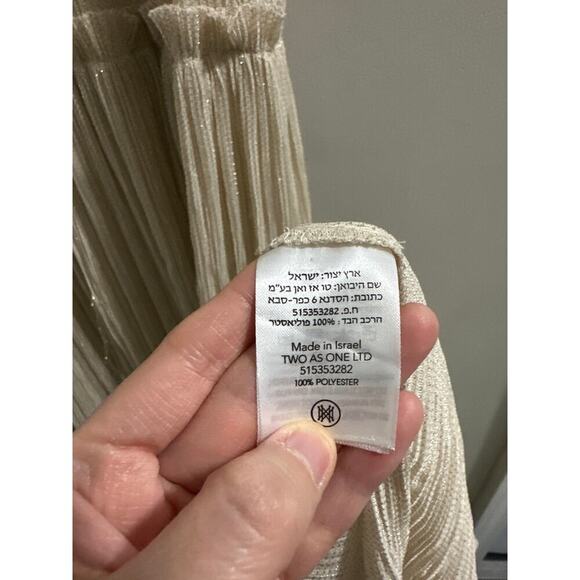 ארץ יצור: ישראל
שם היבואן: טו אז וואן בע"מ
כתובת: הסדנא 6 כפר-סבא
ח.פ. 515353282
הרכב הבד: 100% פוליאסטר
Made in Israel
TWO AS ONE LTD
515353282
100% POLYESTER